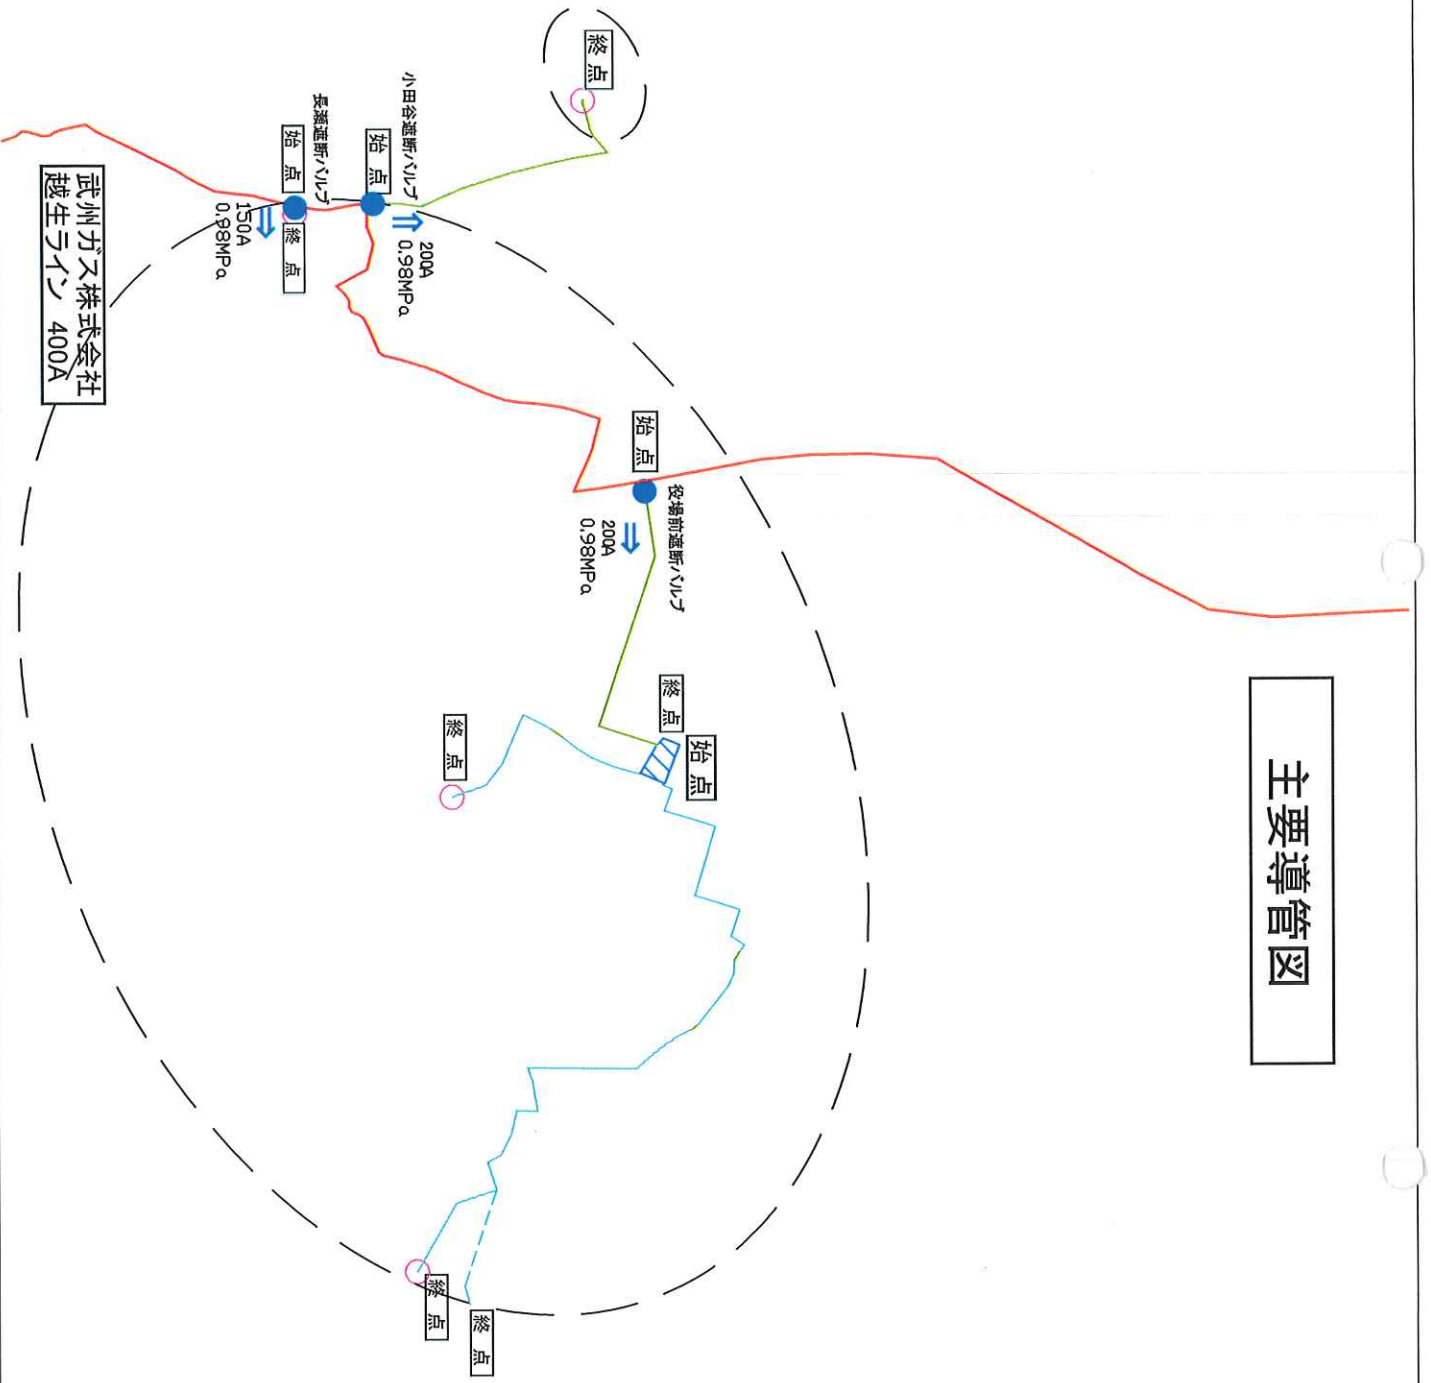 主要導管図
終点
小田谷遮断バルブ
始点
200A
0.98MPa
長瀬遮断バルブ
始点
終点
150A
0.98MPa
武州ガス株式会社
越生ライン 400A
始点
役場前遮断バルブ
200A
0.98MPa
終点
始点
終点
終点
終点